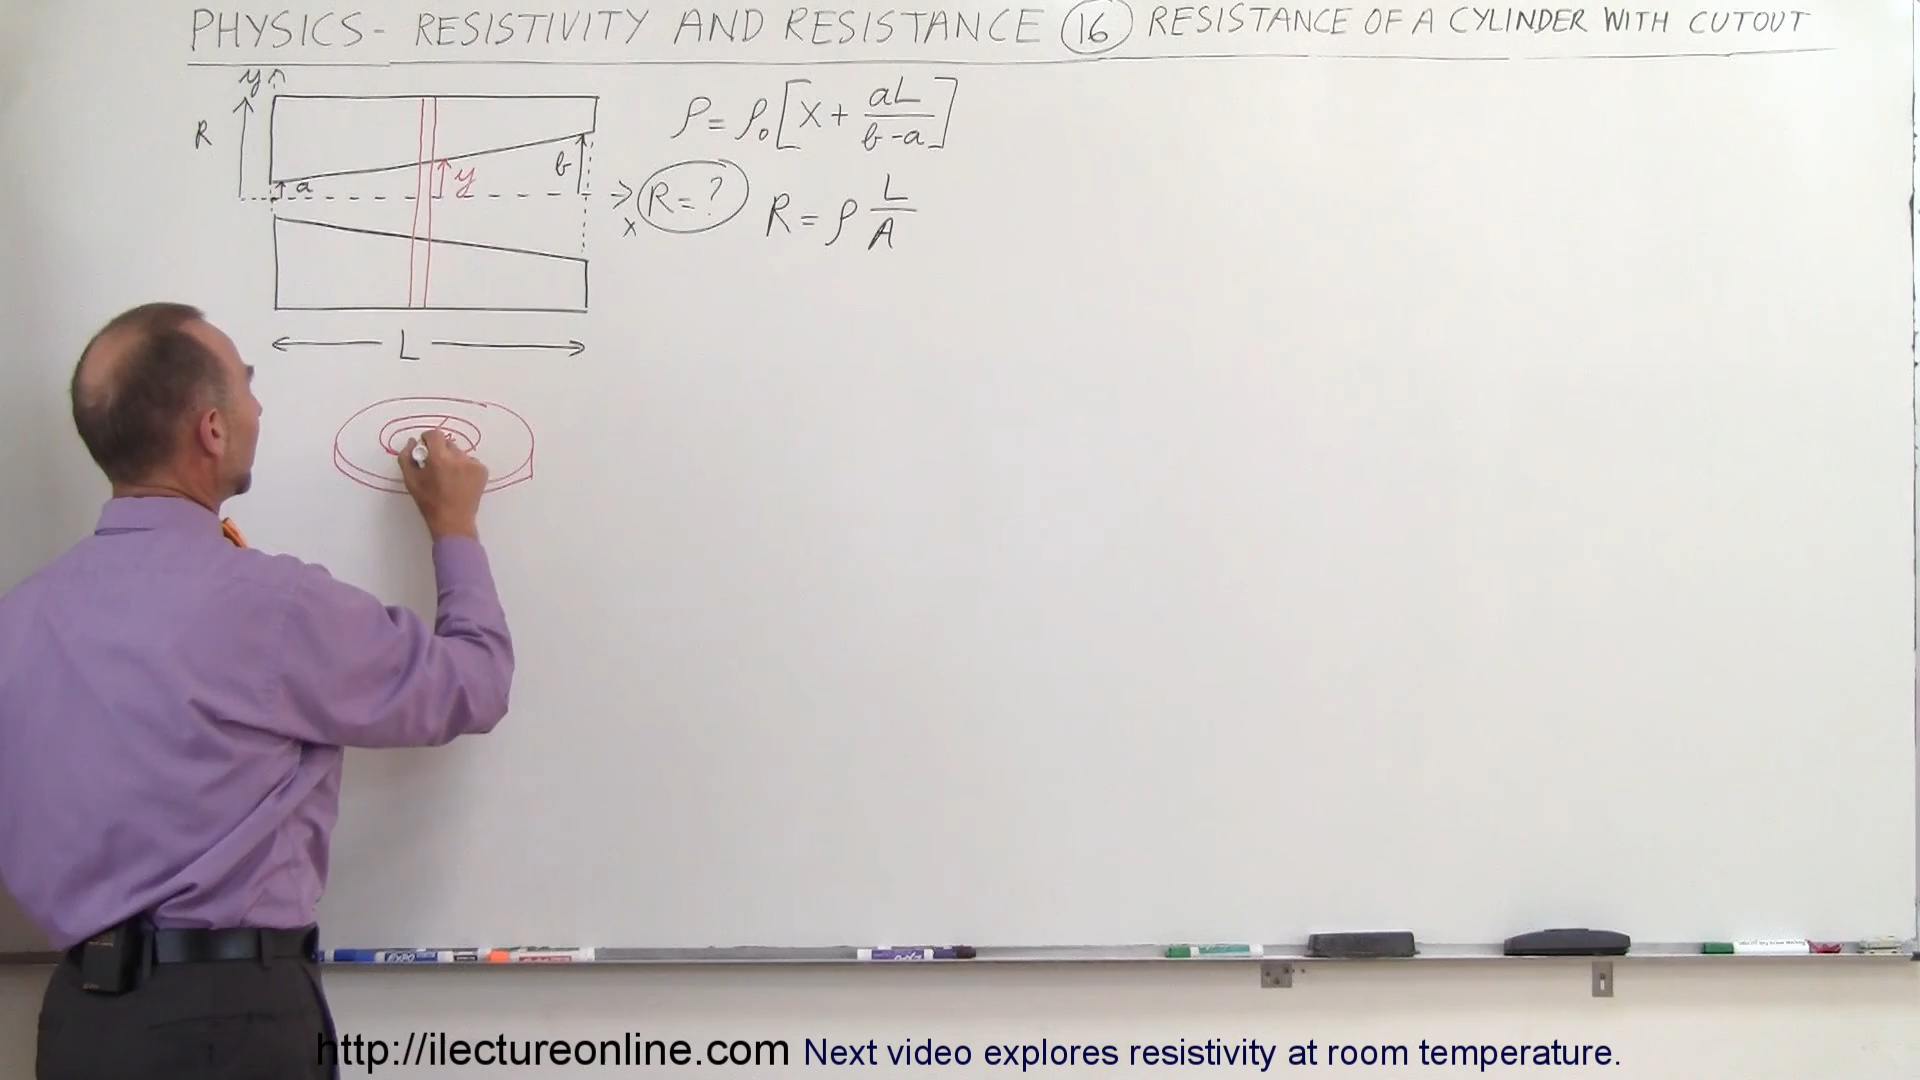 PHYSICS - RESISTIVITY AND RESISTANCE 16 RESISTANCE OF A CYLINDER WITH CUTOUT
y
R
a
y
b
x
L
ρ = ρ₀ [x + aL/(b-a)]
R = ?
R = ρ L/A
EXPO
http://ilectureonline.com Next video explores resistivity at room temperature.